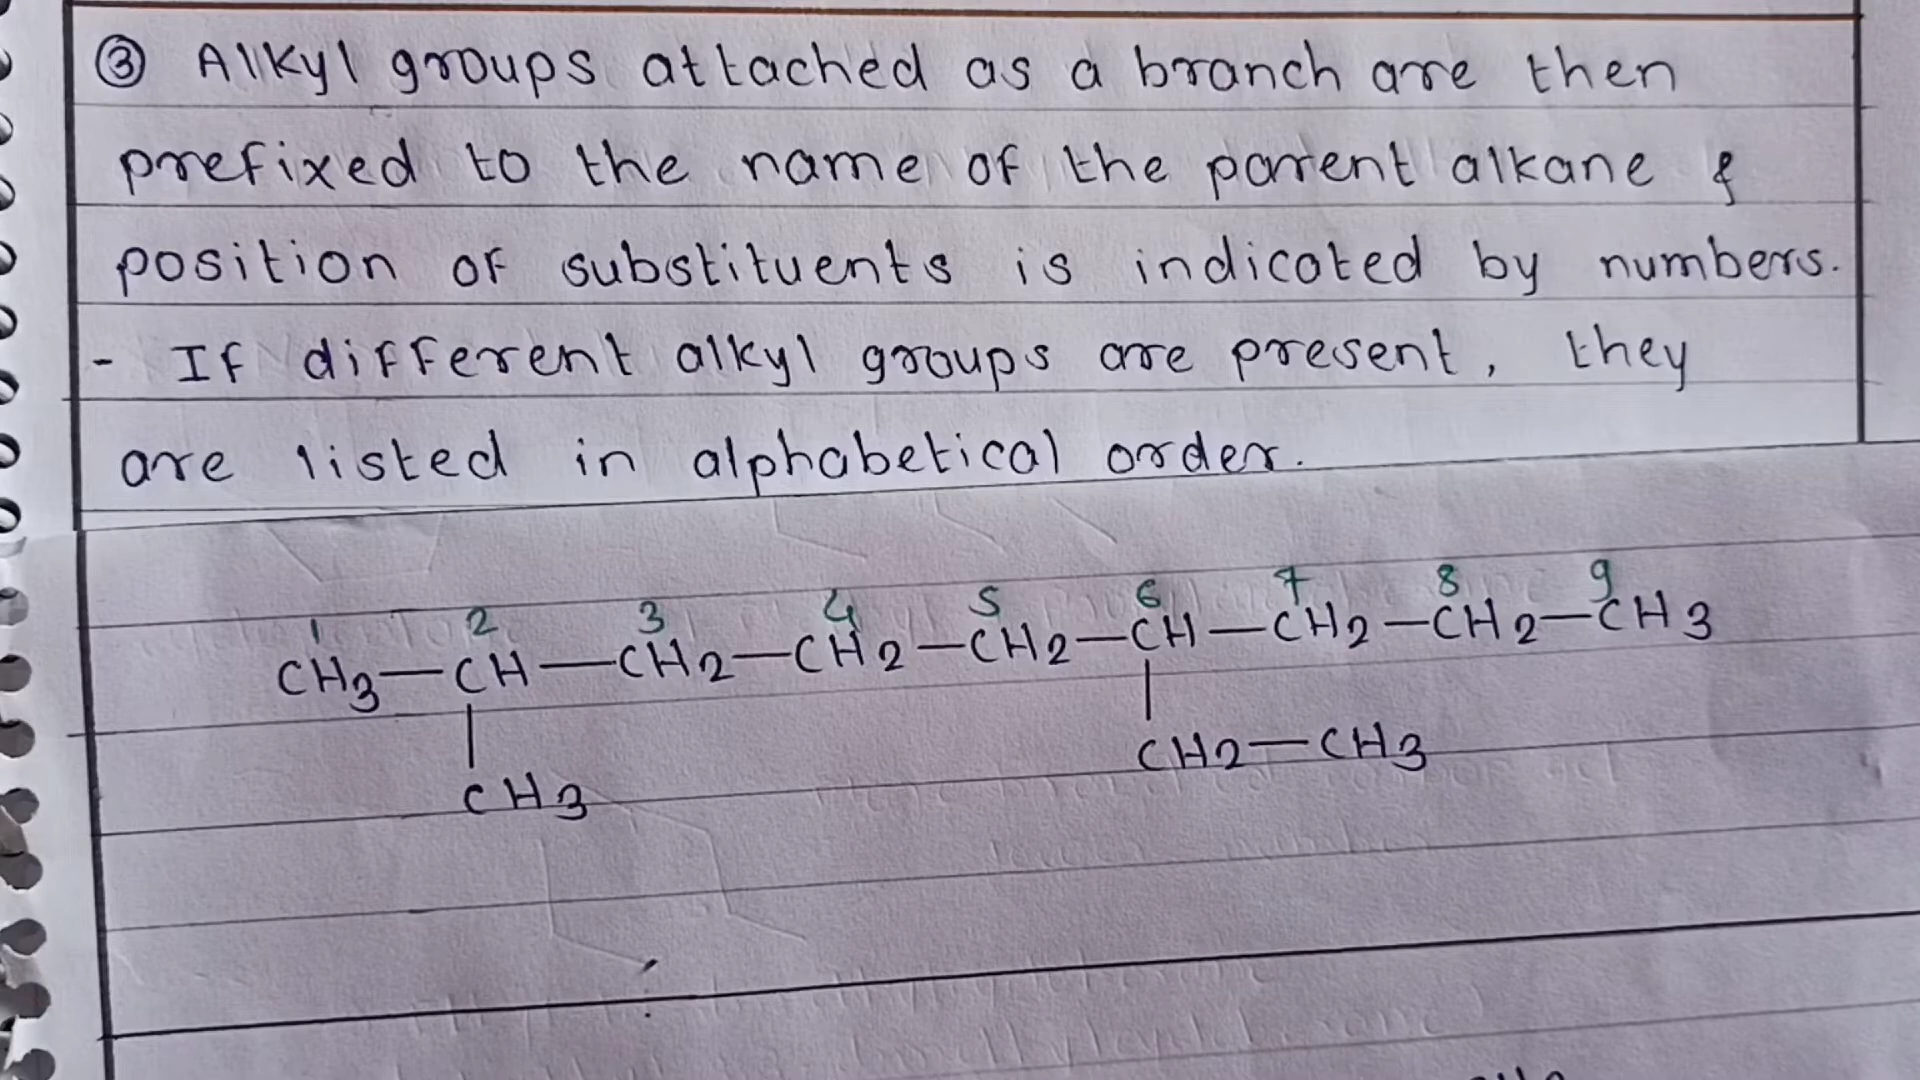 ③ Alkyl groups attached as a branch are then
prefixed to the name of the parent alkane &
position of substituents is indicated by numbers.
- If different alkyl groups are present, they
are listed in alphabetical order.
1 2 3 4 5 6 7 8 9
CH3—CH—CH2—CH2—CH2—CH—CH2—CH2—CH3
| |
CH2—CH3
CH3